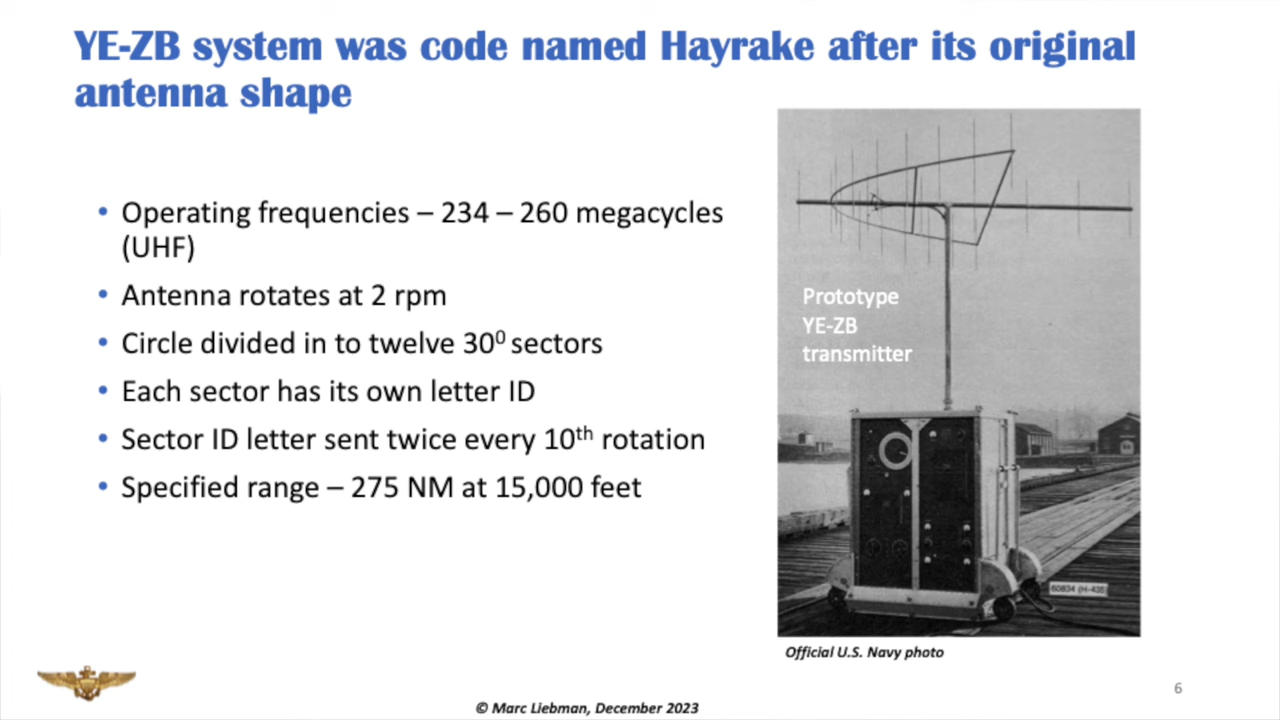 YE-ZB system was code named Hayrake after its original
antenna shape
• Operating frequencies – 234 – 260 megacycles
(UHF)
• Antenna rotates at 2 rpm
• Circle divided in to twelve 30⁰ sectors
• Each sector has its own letter ID
• Sector ID letter sent twice every 10th rotation
• Specified range – 275 NM at 15,000 feet
Prototype
YE-ZB
transmitter
60834 (H-435)
Official U.S. Navy photo
6
© Marc Liebman, December 2023